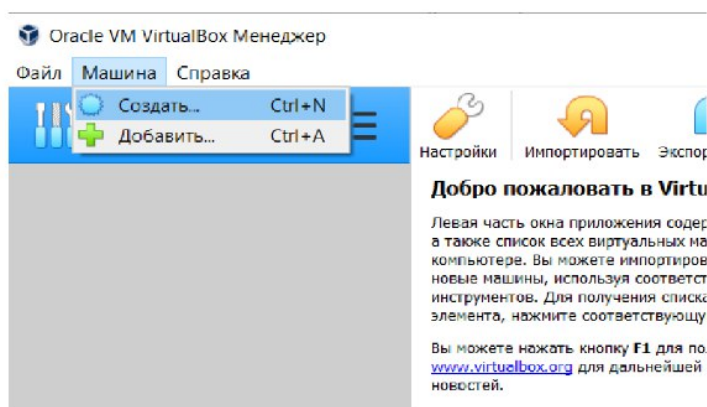 Oracle VM VirtualBox Менеджер
Файл Машина Справка
Создать... Ctrl+N
Добавить... Ctrl+A
Настройки Импортировать Экспор
Добро пожаловать в Virtu
Левая часть окна приложения содер
а также список всех виртуальных ма
компьютере. Вы можете импортиров
новые машины, используя соответст
инструментов. Для получения списка
элемента, нажмите соответствующу
Вы можете нажать кнопку F1 для по
www.virtualbox.org для дальнейшей
новостей.